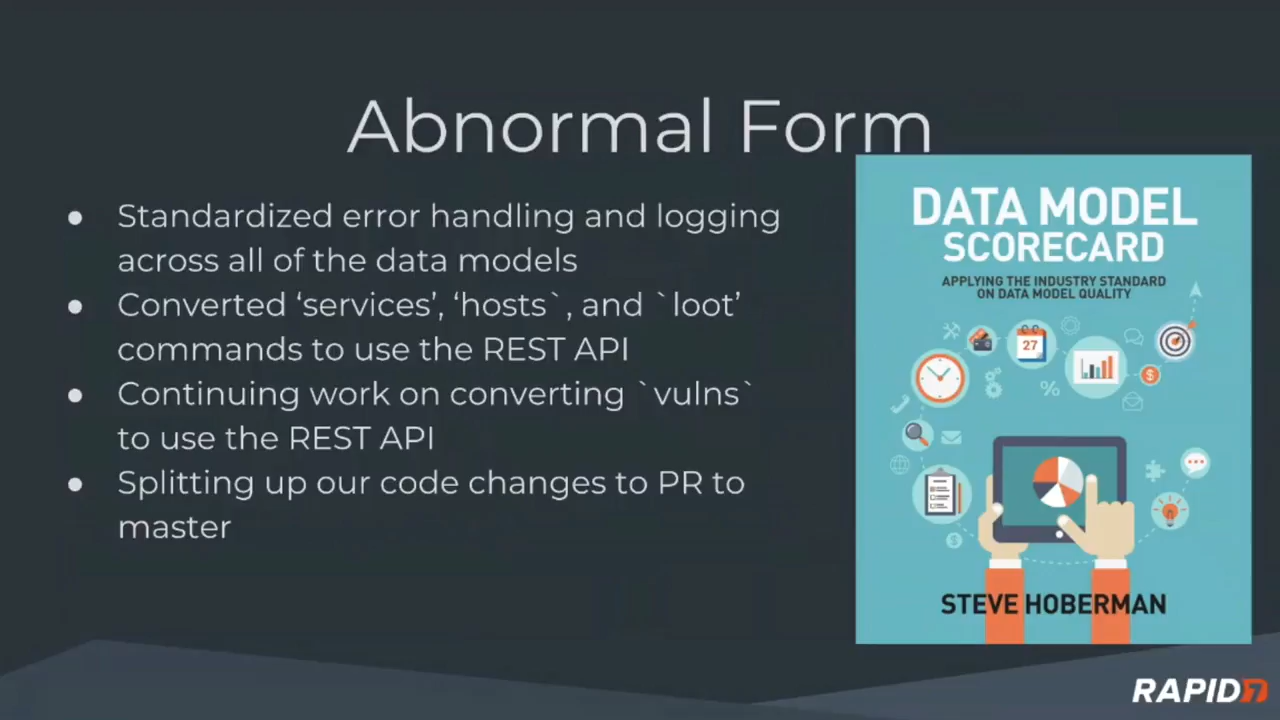 Abnormal Form
● Standardized error handling and logging
across all of the data models
● Converted ‘services’, ‘hosts`, and `loot’
commands to use the REST API
● Continuing work on converting `vulns`
to use the REST API
● Splitting up our code changes to PR to
master
DATA MODEL
SCORECARD
APPLYING THE INDUSTRY STANDARD
ON DATA MODEL QUALITY
27
$
%
$
STEVE HOBERMAN
RAPID7